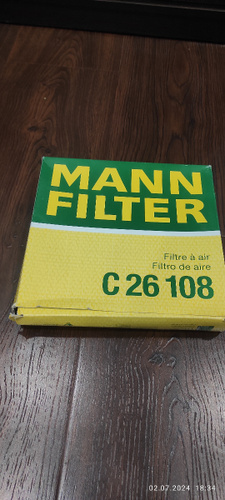 MANN
FILTER
Filtre à air
Filtro de aire
C 26 108
02.07.2024 18:34